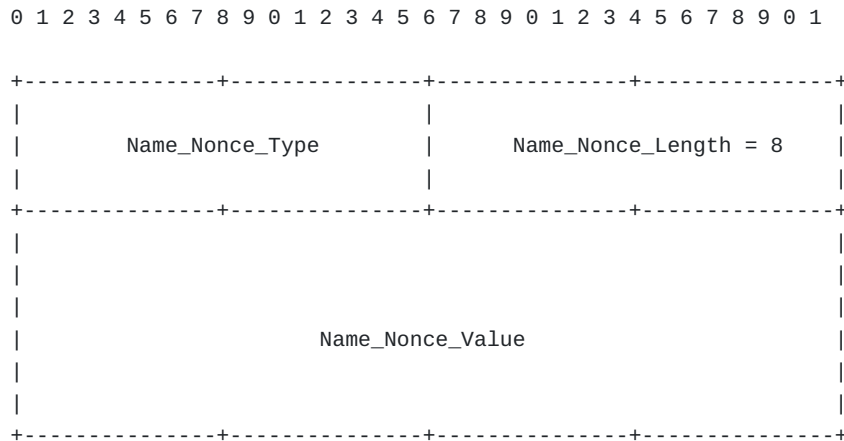 0 1 2 3 4 5 6 7 8 9 0 1 2 3 4 5 6 7 8 9 0 1 2 3 4 5 6 7 8 9 0 1
+---------------+---------------+---------------+---------------+
| | |
| Name_Nonce_Type | Name_Nonce_Length = 8 |
| | |
+---------------+---------------+---------------+---------------+
| |
| |
| |
| Name_Nonce_Value |
| |
| |
+---------------+---------------+---------------+---------------+